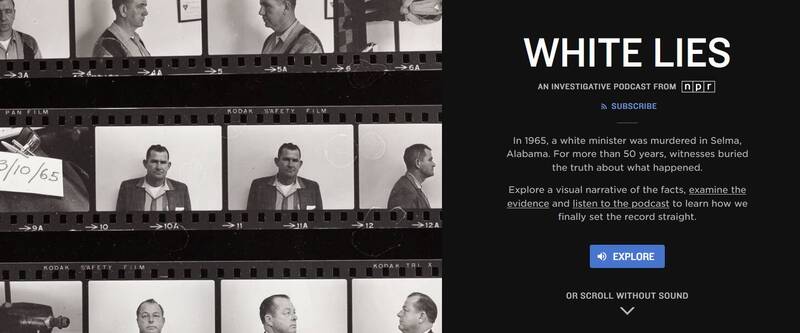 3A
4
4A
5
5A
6
6A
PAN FILM
KODAK SAFETY FILM
3/10/65
9A
10
10A
11
11A
12
12A
KODAK SAFETY FILM
KODAK TRI X
WHITE LIES
AN INVESTIGATIVE PODCAST FROM npr
SUBSCRIBE
In 1965, a white minister was murdered in Selma,
Alabama. For more than 50 years, witnesses buried
the truth about what happened.
Explore a visual narrative of the facts, examine the
evidence and listen to the podcast to learn how we
finally set the record straight.
EXPLORE
OR SCROLL WITHOUT SOUND